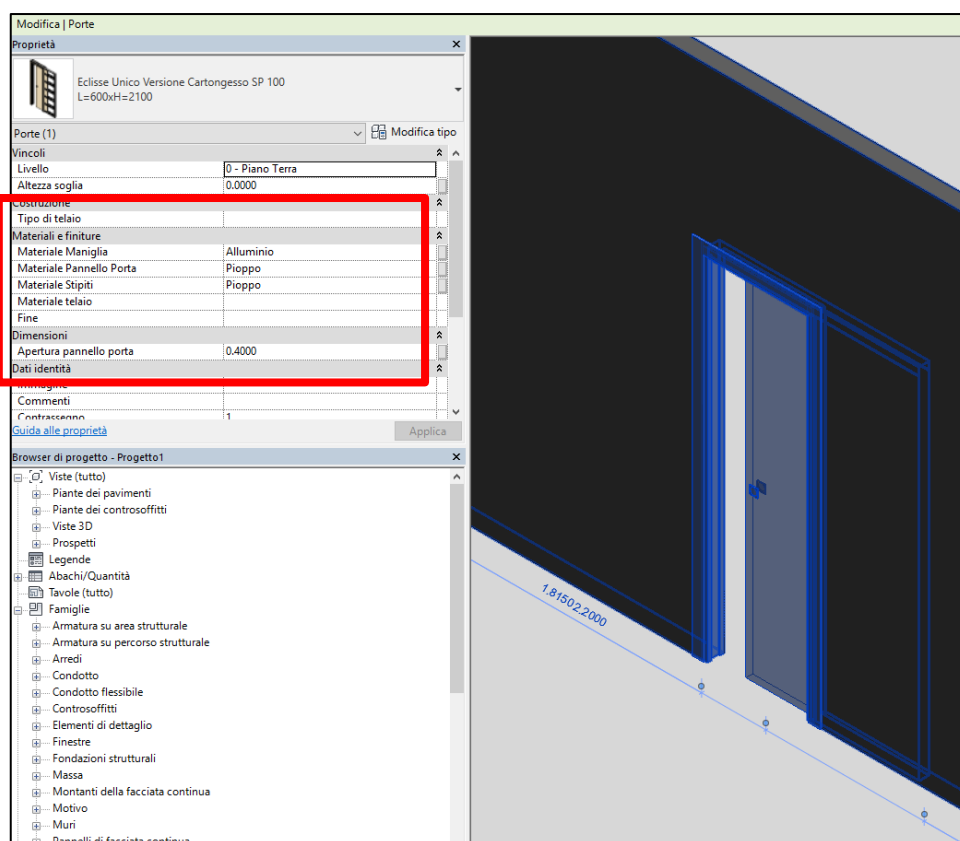 Modifica | Porte
Proprietà
Eclisse Unico Versione Cartongesso SP 100
L=600xH=2100
Porte (1)
Modifica tipo
Vincoli
Livello 0 - Piano Terra
Altezza soglia 0.0000
Costruzione
Tipo di telaio
Materiali e finiture
Materiale Maniglia Alluminio
Materiale Pannello Porta Pioppo
Materiale Stipiti Pioppo
Materiale telaio
Fine
Dimensioni
Apertura pannello porta 0.4000
Dati identità
Immagine
Commenti
Contrassegno 1
Guida alle proprietà
Applica
Browser di progetto - Progetto1
Viste (tutto)
Piante dei pavimenti
Piante dei controsoffitti
Viste 3D
Prospetti
Legende
Abachi/Quantità
Tavole (tutto)
Famiglie
Armatura su area strutturale
Armatura su percorso strutturale
Arredi
Condotto
Condotto flessibile
Controsoffitti
Elementi di dettaglio
Finestre
Fondazioni strutturali
Massa
Montanti della facciata continua
Motivo
Muri
Pannelli di facciata continua
1.8150
2.2000